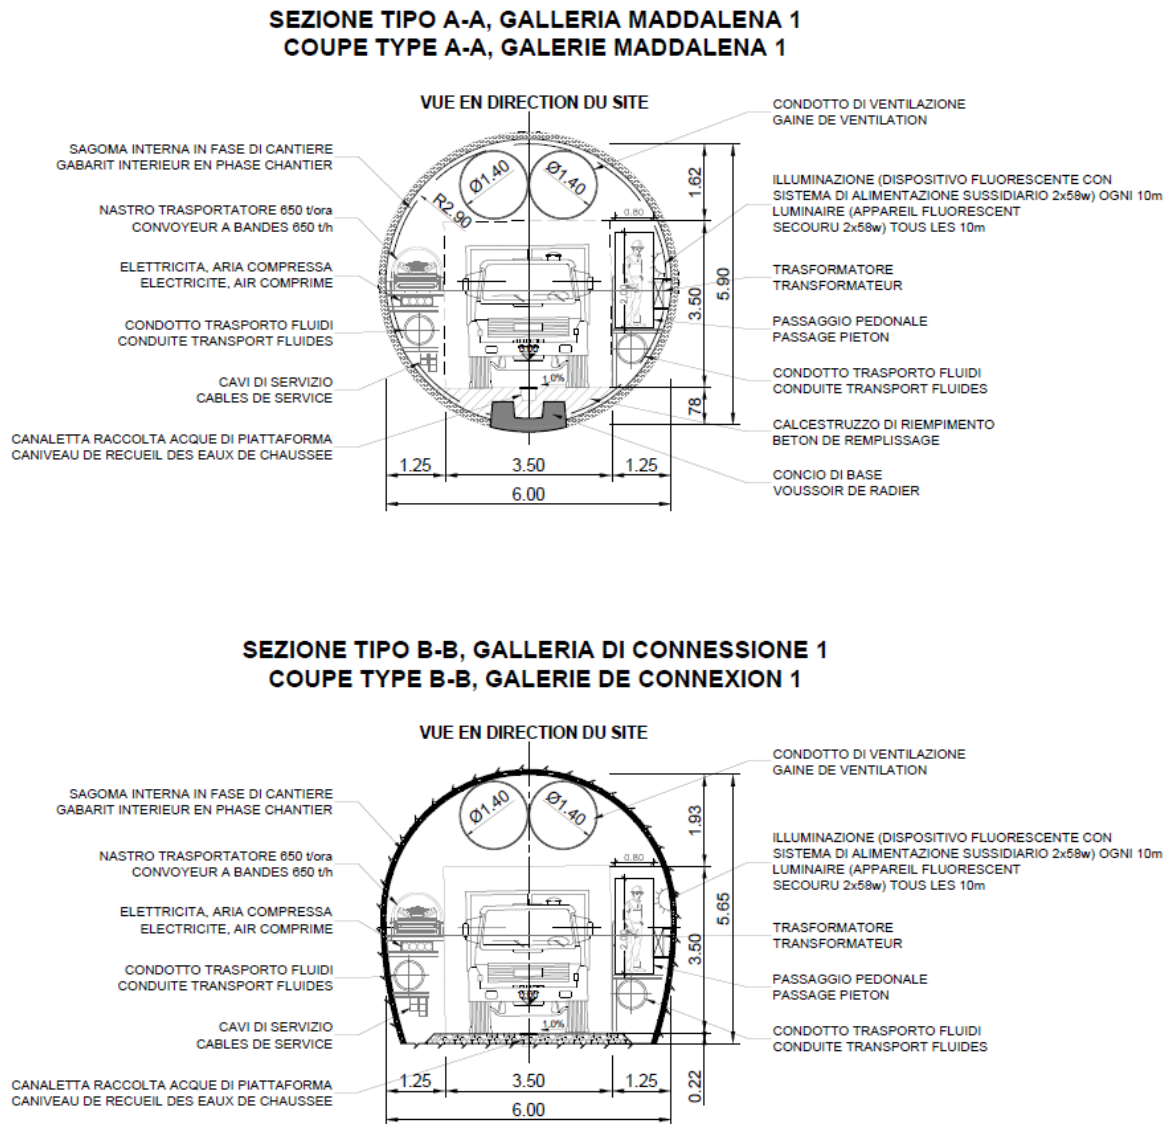 SEZIONE TIPO A-A, GALLERIA MADDALENA 1
COUPE TYPE A-A, GALERIE MADDALENA 1
VUE EN DIRECTION DU SITE
SAGOMA INTERNA IN FASE DI CANTIERE
GABARIT INTERIEUR EN PHASE CHANTIER
NASTRO TRASPORTATORE 650 t/ora
CONVOYEUR A BANDES 650 t/h
ELETTRICITA, ARIA COMPRESSA
ELECTRICITE, AIR COMPRIME
CONDOTTO TRASPORTO FLUIDI
CONDUITE TRANSPORT FLUIDES
CAVI DI SERVIZIO
CABLES DE SERVICE
CANALETTA RACCOLTA ACQUE DI PIATTAFORMA
CANIVEAU DE RECUEIL DES EAUX DE CHAUSSEE
Ø1.40
Ø1.40
R2.90
0.80
2.00
1.0%
1.62
3.50
5.90
78
1.25
3.50
1.25
6.00
CONDOTTO DI VENTILAZIONE
GAINE DE VENTILATION
ILLUMINAZIONE (DISPOSITIVO FLUORESCENTE CON
SISTEMA DI ALIMENTAZIONE SUSSIDIARIO 2x58w) OGNI 10m
LUMINAIRE (APPAREIL FLUORESCENT
SECOURU 2x58w) TOUS LES 10m
TRASFORMATORE
TRANSFORMATEUR
PASSAGGIO PEDONALE
PASSAGE PIETON
CONDOTTO TRASPORTO FLUIDI
CONDUITE TRANSPORT FLUIDES
CALCESTRUZZO DI RIEMPIMENTO
BETON DE REMPLISSAGE
CONCIO DI BASE
VOUSSOIR DE RADIER
SEZIONE TIPO B-B, GALLERIA DI CONNESSIONE 1
COUPE TYPE B-B, GALERIE DE CONNEXION 1
VUE EN DIRECTION DU SITE
SAGOMA INTERNA IN FASE DI CANTIERE
GABARIT INTERIEUR EN PHASE CHANTIER
NASTRO TRASPORTATORE 650 t/ora
CONVOYEUR A BANDES 650 t/h
ELETTRICITA, ARIA COMPRESSA
ELECTRICITE, AIR COMPRIME
CONDOTTO TRASPORTO FLUIDI
CONDUITE TRANSPORT FLUIDES
CAVI DI SERVIZIO
CABLES DE SERVICE
CANALETTA RACCOLTA ACQUE DI PIATTAFORMA
CANIVEAU DE RECUEIL DES EAUX DE CHAUSSEE
Ø1.40
Ø1.40
0.80
2.00
1.0%
1.93
3.50
5.65
0.22
1.25
3.50
1.25
6.00
CONDOTTO DI VENTILAZIONE
GAINE DE VENTILATION
ILLUMINAZIONE (DISPOSITIVO FLUORESCENTE CON
SISTEMA DI ALIMENTAZIONE SUSSIDIARIO 2x58w) OGNI 10m
LUMINAIRE (APPAREIL FLUORESCENT
SECOURU 2x58w) TOUS LES 10m
TRASFORMATORE
TRANSFORMATEUR
PASSAGGIO PEDONALE
PASSAGE PIETON
CONDOTTO TRASPORTO FLUIDI
CONDUITE TRANSPORT FLUIDES